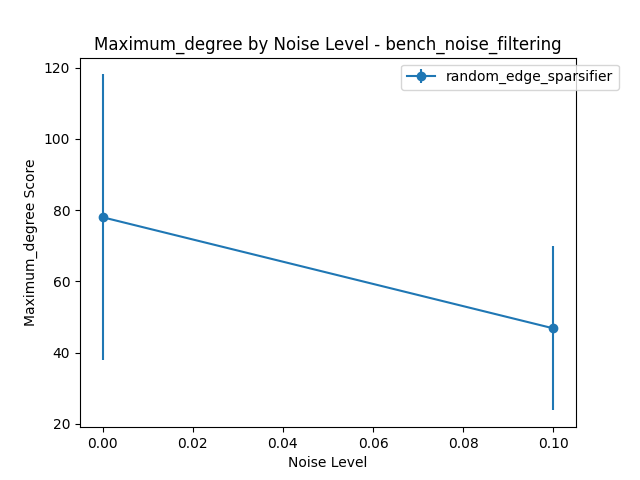 Maximum_degree by Noise Level - bench_noise_filtering
random_edge_sparsifier
Maximum_degree Score
120
100
80
60
40
20
0.00 0.02 0.04 0.06 0.08 0.10
Noise Level